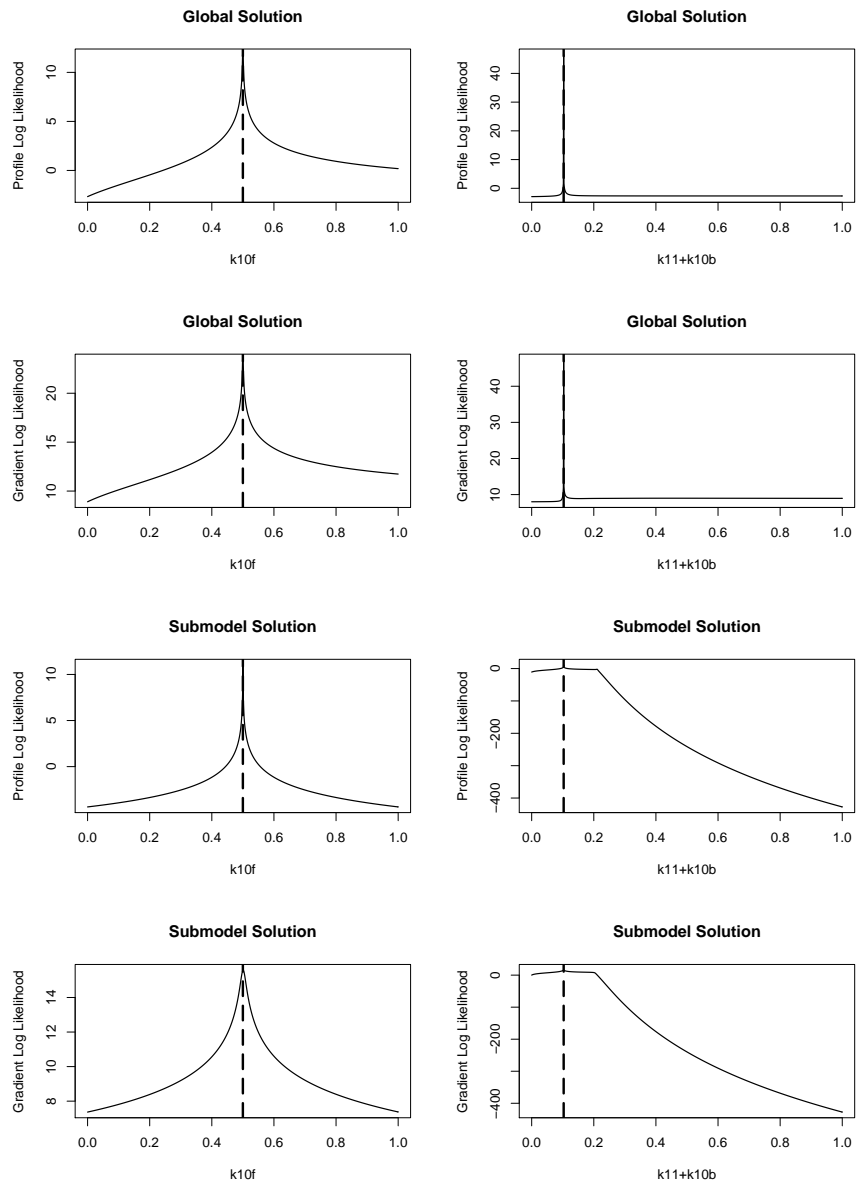 Global Solution
Profile Log Likelihood
10
5
0
0.0 0.2 0.4 0.6 0.8 1.0
k10f
Global Solution
Profile Log Likelihood
40
30
20
10
0
0.0 0.2 0.4 0.6 0.8 1.0
k11+k10b
Global Solution
Gradient Log Likelihood
20
15
10
0.0 0.2 0.4 0.6 0.8 1.0
k10f
Global Solution
Gradient Log Likelihood
40
30
20
10
0.0 0.2 0.4 0.6 0.8 1.0
k11+k10b
Submodel Solution
Profile Log Likelihood
10
5
0
0.0 0.2 0.4 0.6 0.8 1.0
k10f
Submodel Solution
Profile Log Likelihood
0
−200
−400
0.0 0.2 0.4 0.6 0.8 1.0
k11+k10b
Submodel Solution
Gradient Log Likelihood
14
12
10
8
0.0 0.2 0.4 0.6 0.8 1.0
k10f
Submodel Solution
Gradient Log Likelihood
0
−200
−400
0.0 0.2 0.4 0.6 0.8 1.0
k11+k10b